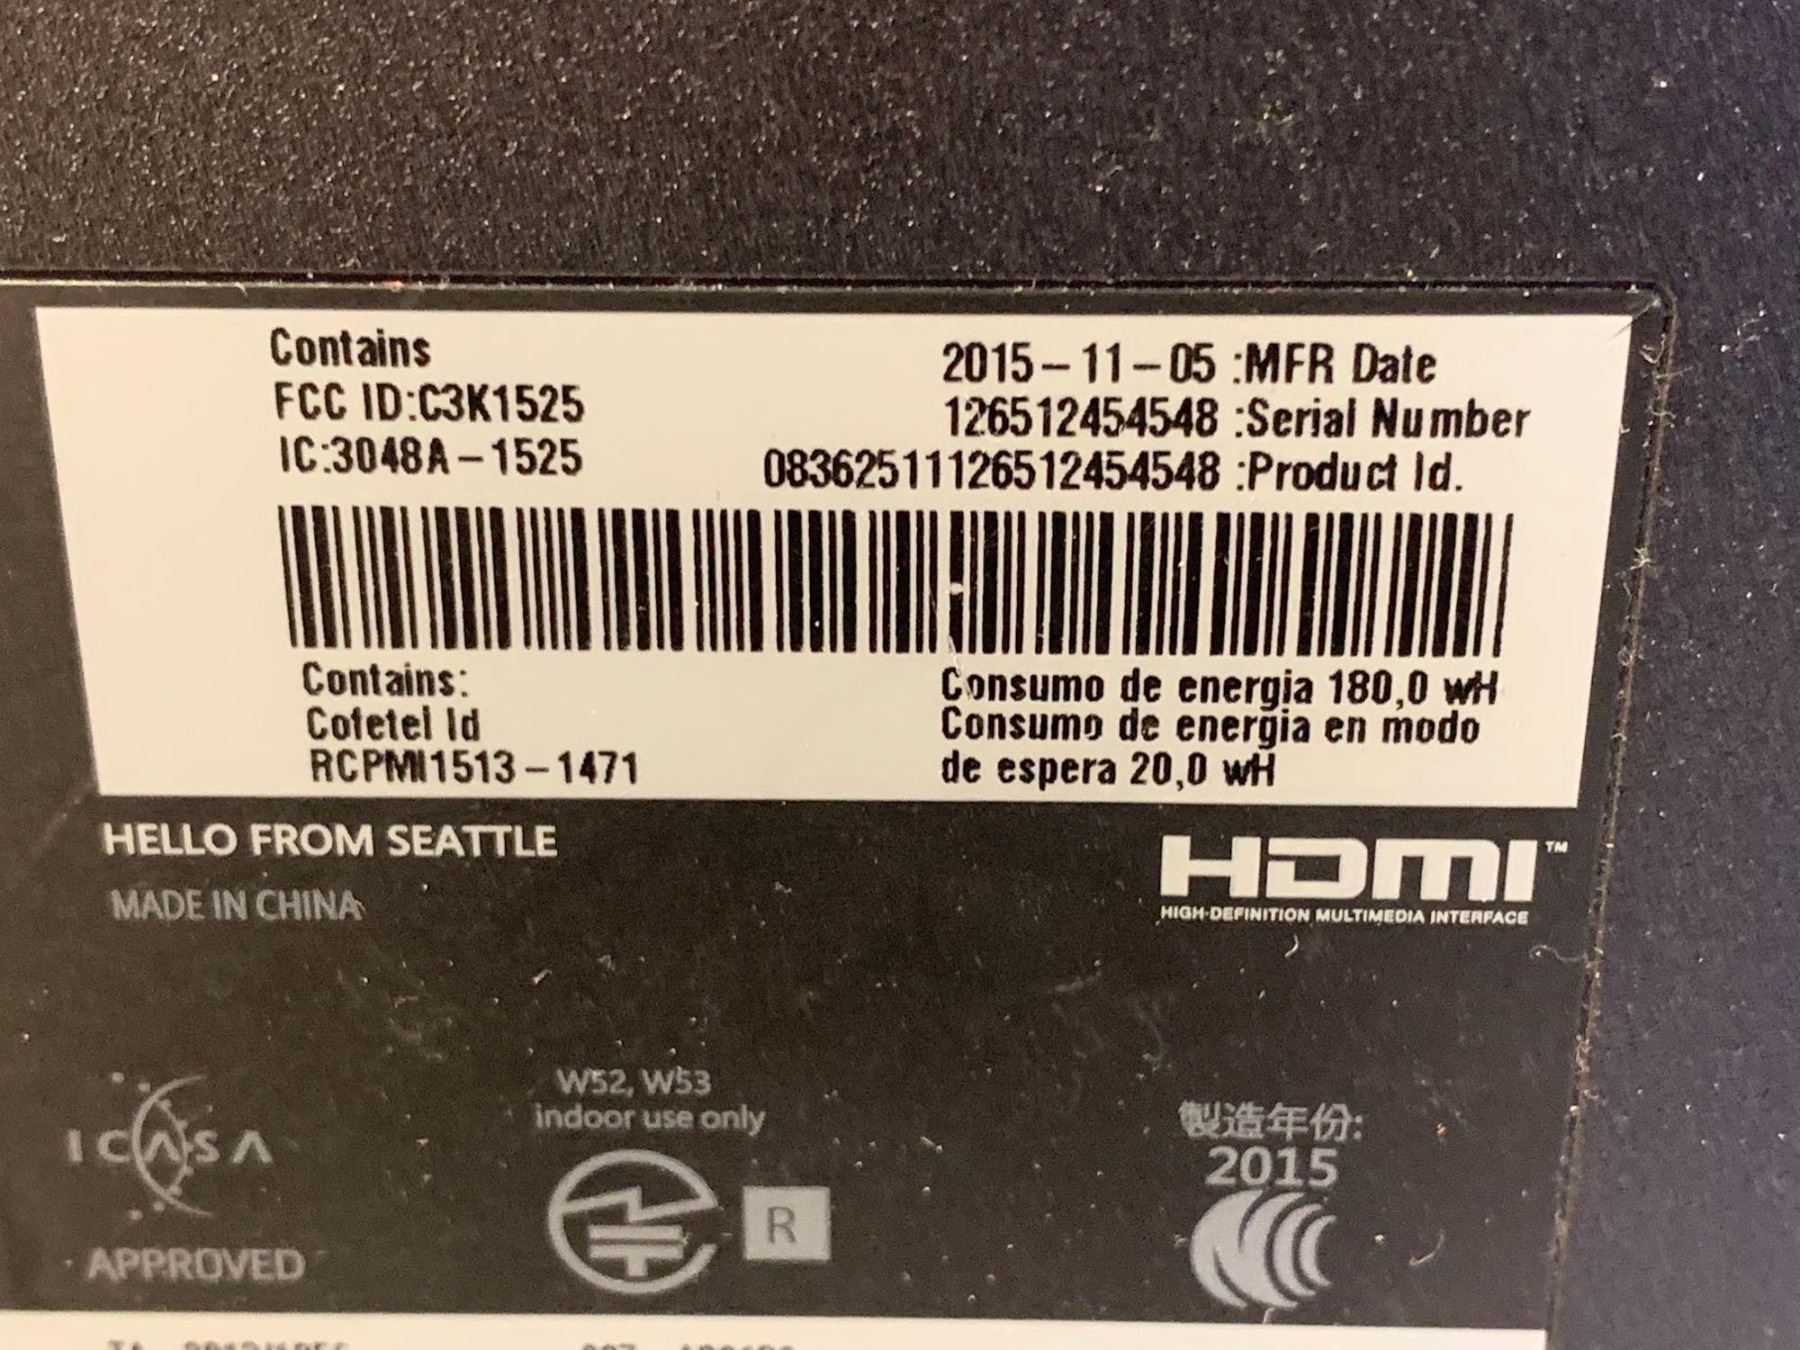 Contains
FCC ID:C3K1525
IC:3048A-1525
2015-11-05 :MFR Date
126512454548 :Serial Number
08362511126512454548 :Product Id.
Contains:
Cofetel Id
RCPMI1513-1471
Consumo de energia 180,0 wH
Consumo de energia en modo
de espera 20,0 wH
HELLO FROM SEATTLE
MADE IN CHINA
HDMI™
HIGH-DEFINITION MULTIMEDIA INTERFACE
ICASA
APPROVED
W52, W53
indoor use only
R
製造年份:
2015